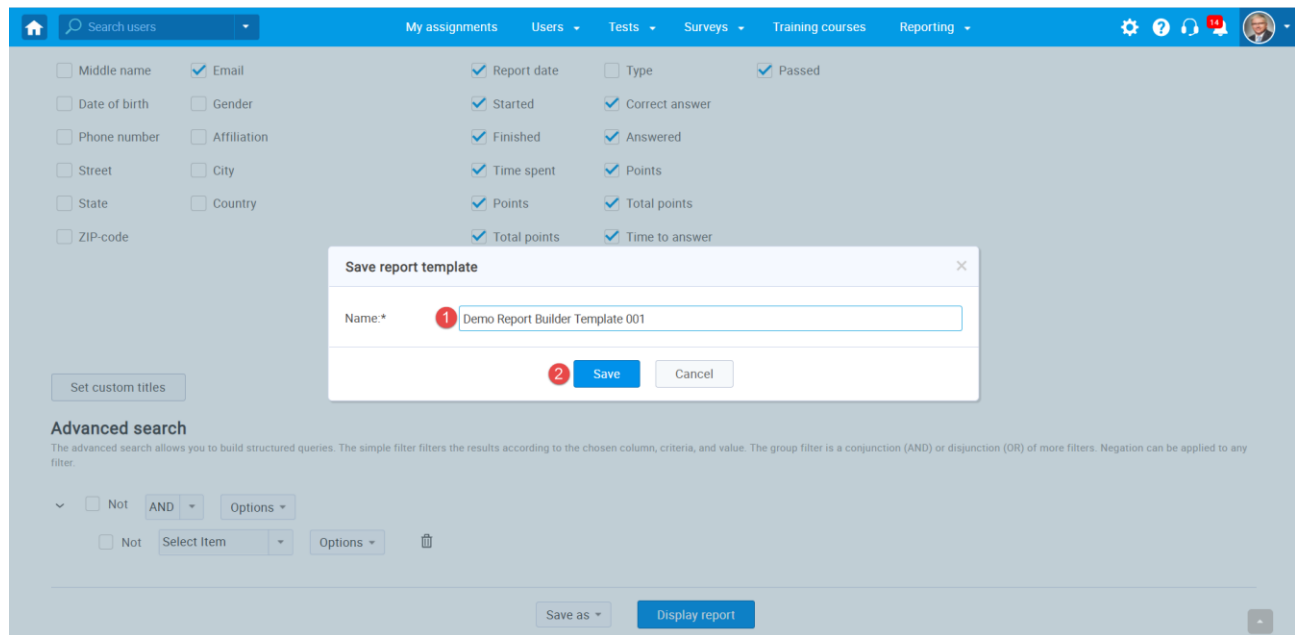 Search users My assignments Users Tests Surveys Training courses Reporting 14
Middle name Email Report date Type Passed
Date of birth Gender Started Correct answer
Phone number Affiliation Finished Answered
Street City Time spent Points
State Country Points Total points
ZIP-code Total points Time to answer
Save report template
Name:* 1 Demo Report Builder Template 001
2 Save Cancel
Set custom titles
Advanced search
The advanced search allows you to build structured queries. The simple filter filters the results according to the chosen column, criteria, and value. The group filter is a conjunction (AND) or disjunction (OR) of more filters. Negation can be applied to any
filter.
Not AND Options
Not Select Item Options
Save as Display report